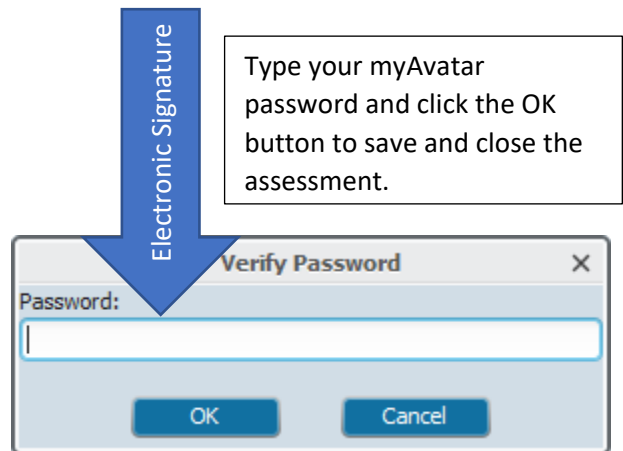 Electronic Signature
Type your myAvatar
password and click the OK
button to save and close the
assessment.
Verify Password
Password:
OK Cancel